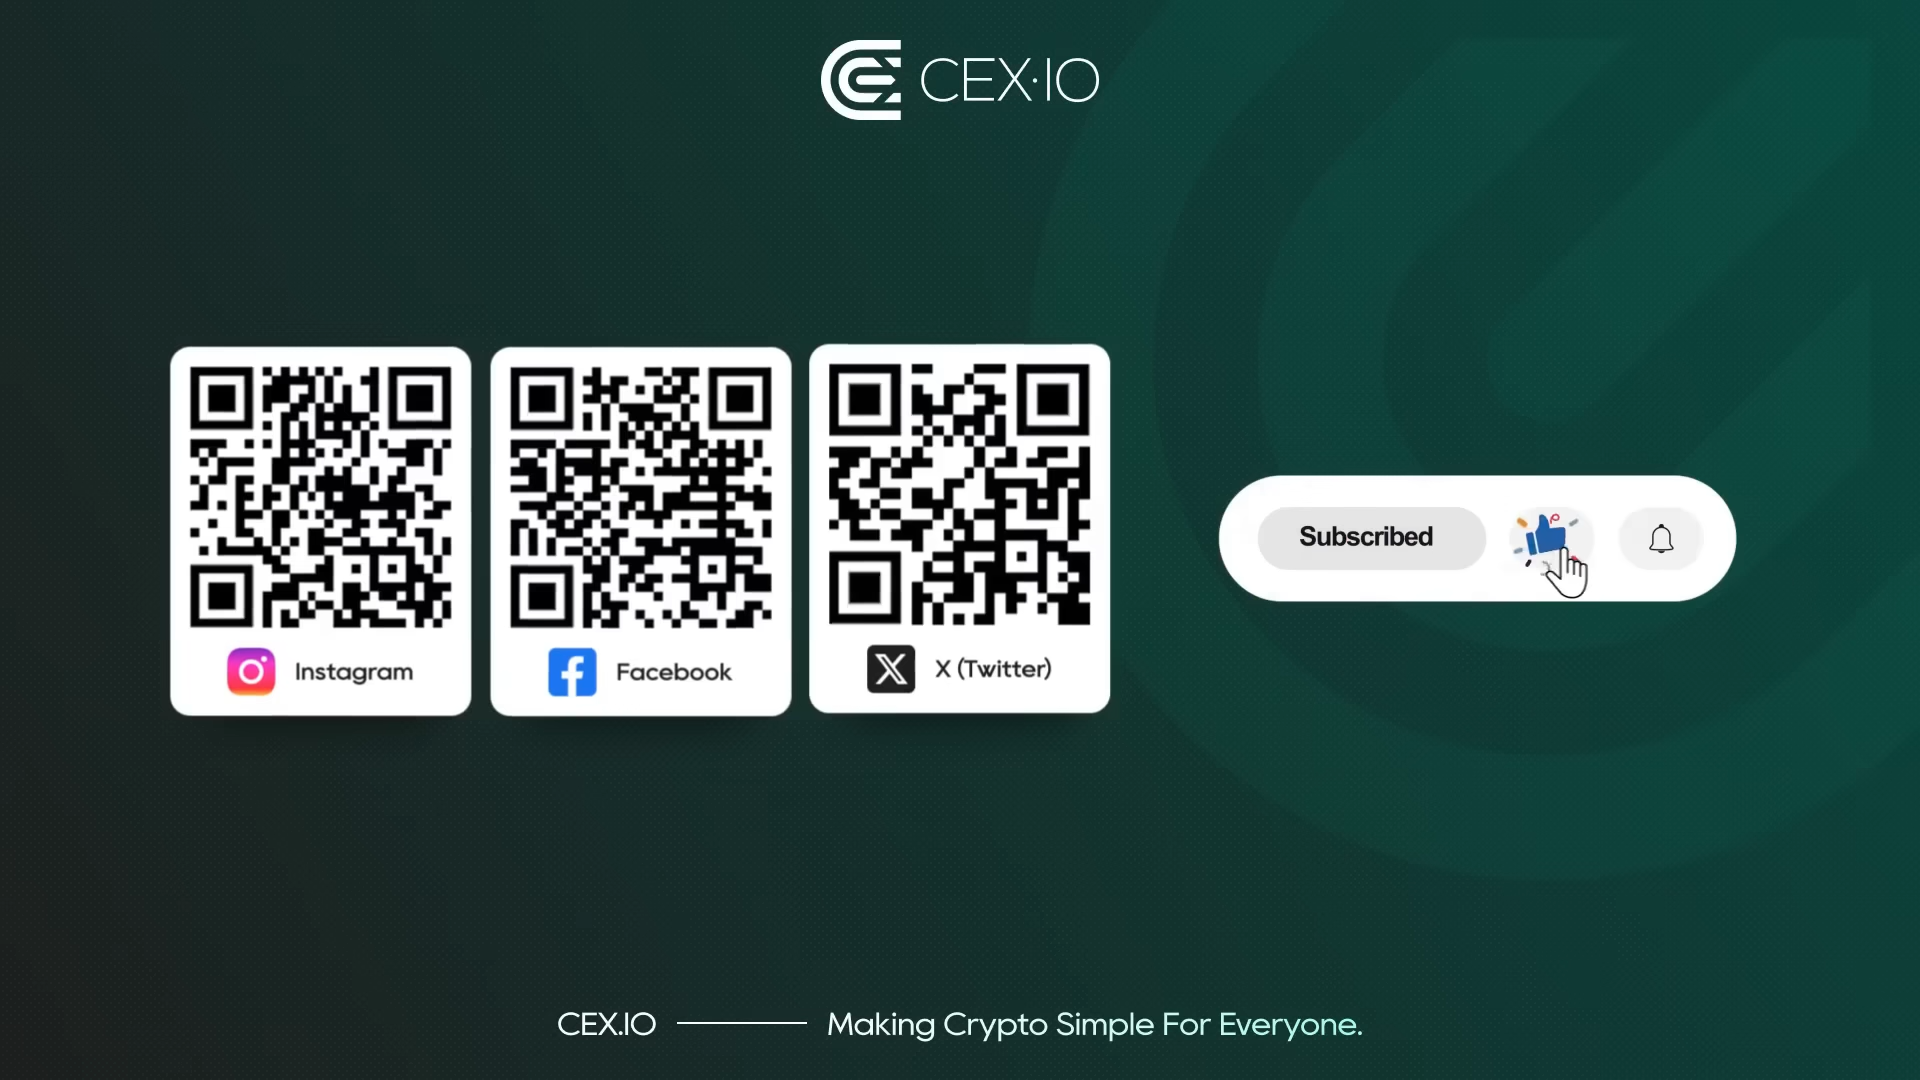 CEX·IO
Instagram
Facebook
X (Twitter)
Subscribed
CEX.IO Making Crypto Simple For Everyone.